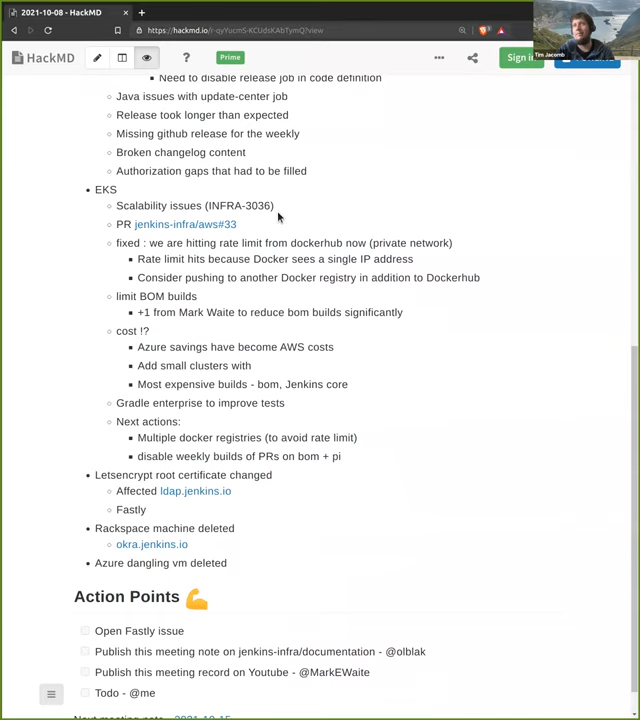 2021-10-08 - HackMD
https://hackmd.io/r-qyYucmS-KCUdsKAbTymQ?view
Tim Jacomb
HackMD
Prime
Sign in
Need to disable release job in code definition
Java issues with update-center job
Release took longer than expected
Missing github release for the weekly
Broken changelog content
Authorization gaps that had to be filled
EKS
Scalability issues (INFRA-3036)
PR jenkins-infra/aws#33
fixed : we are hitting rate limit from dockerhub now (private network)
Rate limit hits because Docker sees a single IP address
Consider pushing to another Docker registry in addition to Dockerhub
limit BOM builds
+1 from Mark Waite to reduce bom builds significantly
cost !?
Azure savings have become AWS costs
Add small clusters with
Most expensive builds - bom, Jenkins core
Gradle enterprise to improve tests
Next actions:
Multiple docker registries (to avoid rate limit)
disable weekly builds of PRs on bom + pi
Letsencrypt root certificate changed
Affected ldap.jenkins.io
Fastly
Rackspace machine deleted
okra.jenkins.io
Azure dangling vm deleted
Action Points 💪
Open Fastly issue
Publish this meeting note on jenkins-infra/documentation - @olblak
Publish this meeting record on Youtube - @MarkEWaite
Todo - @me
Next meeting note - 2021-10-15